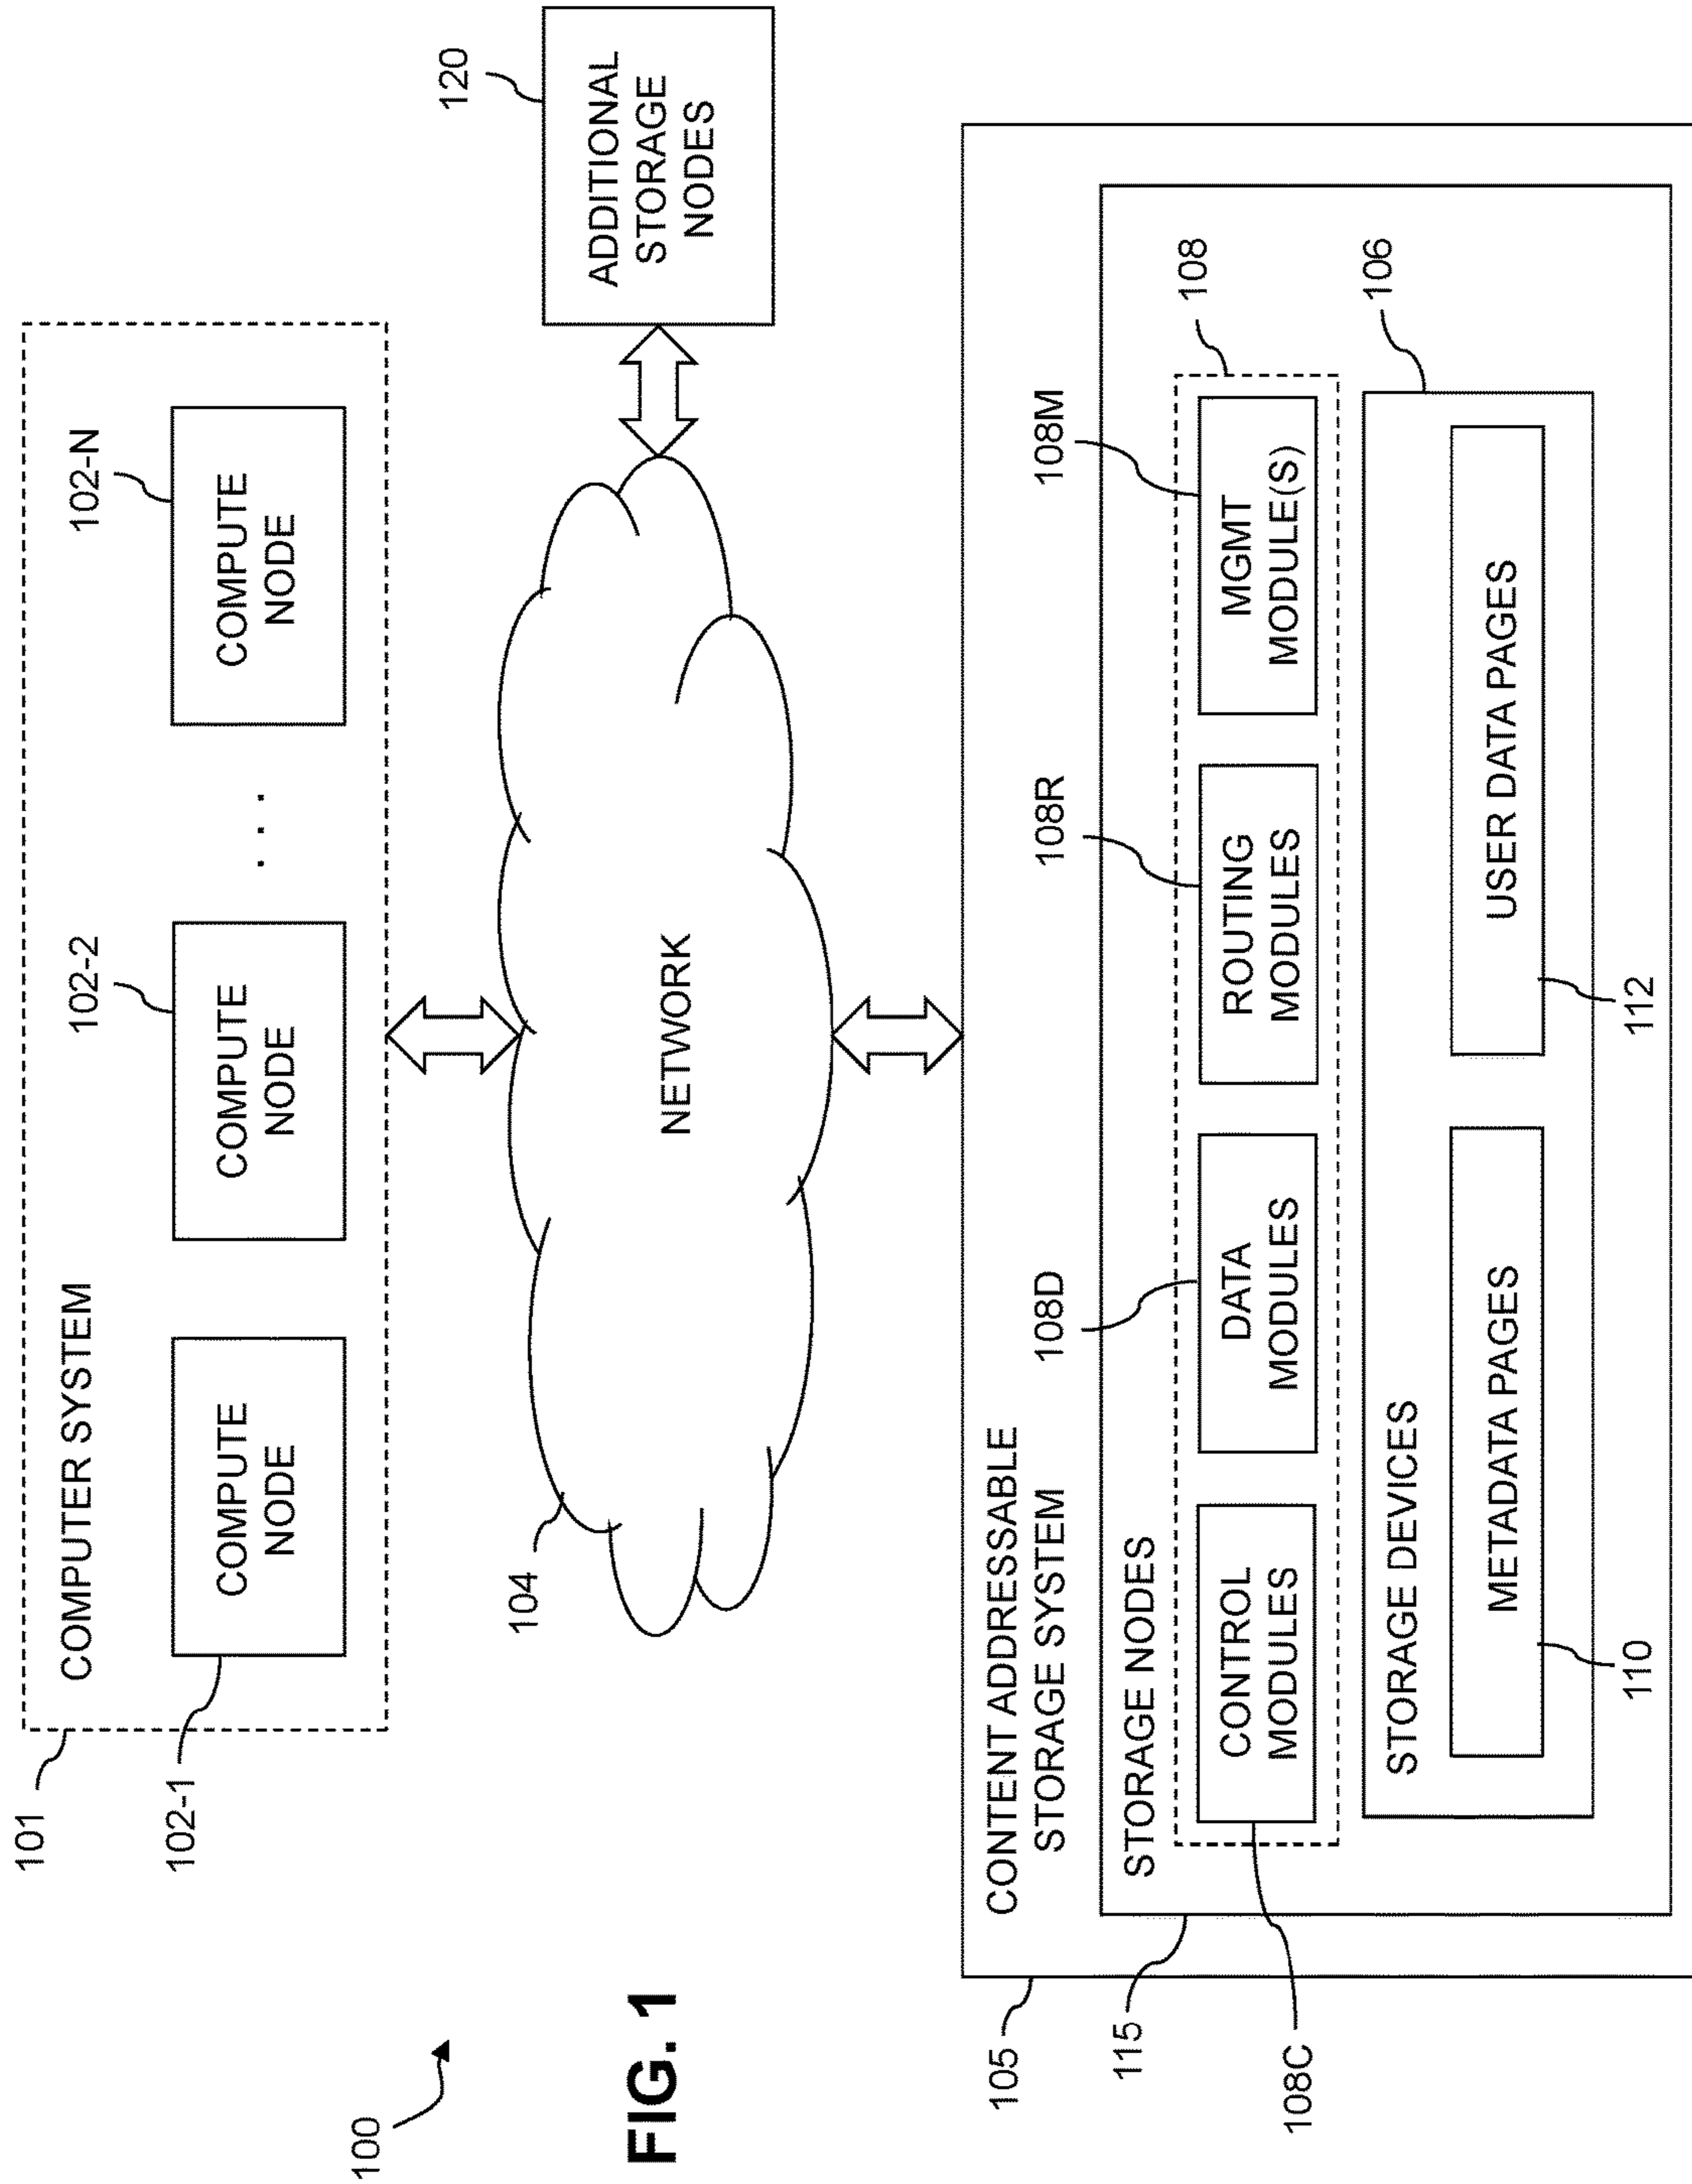 100
101
COMPUTER SYSTEM
102-1
COMPUTE
NODE
102-2
COMPUTE
NODE
. . .
102-N
COMPUTE
NODE
104
NETWORK
120
ADDITIONAL
STORAGE
NODES
FIG. 1
105
CONTENT ADDRESSABLE
STORAGE SYSTEM
115
STORAGE NODES
108C
CONTROL
MODULES
108D
DATA
MODULES
108R
ROUTING
MODULES
108M
MGMT
MODULE(S)
108
STORAGE DEVICES
106
METADATA PAGES
110
USER DATA PAGES
112